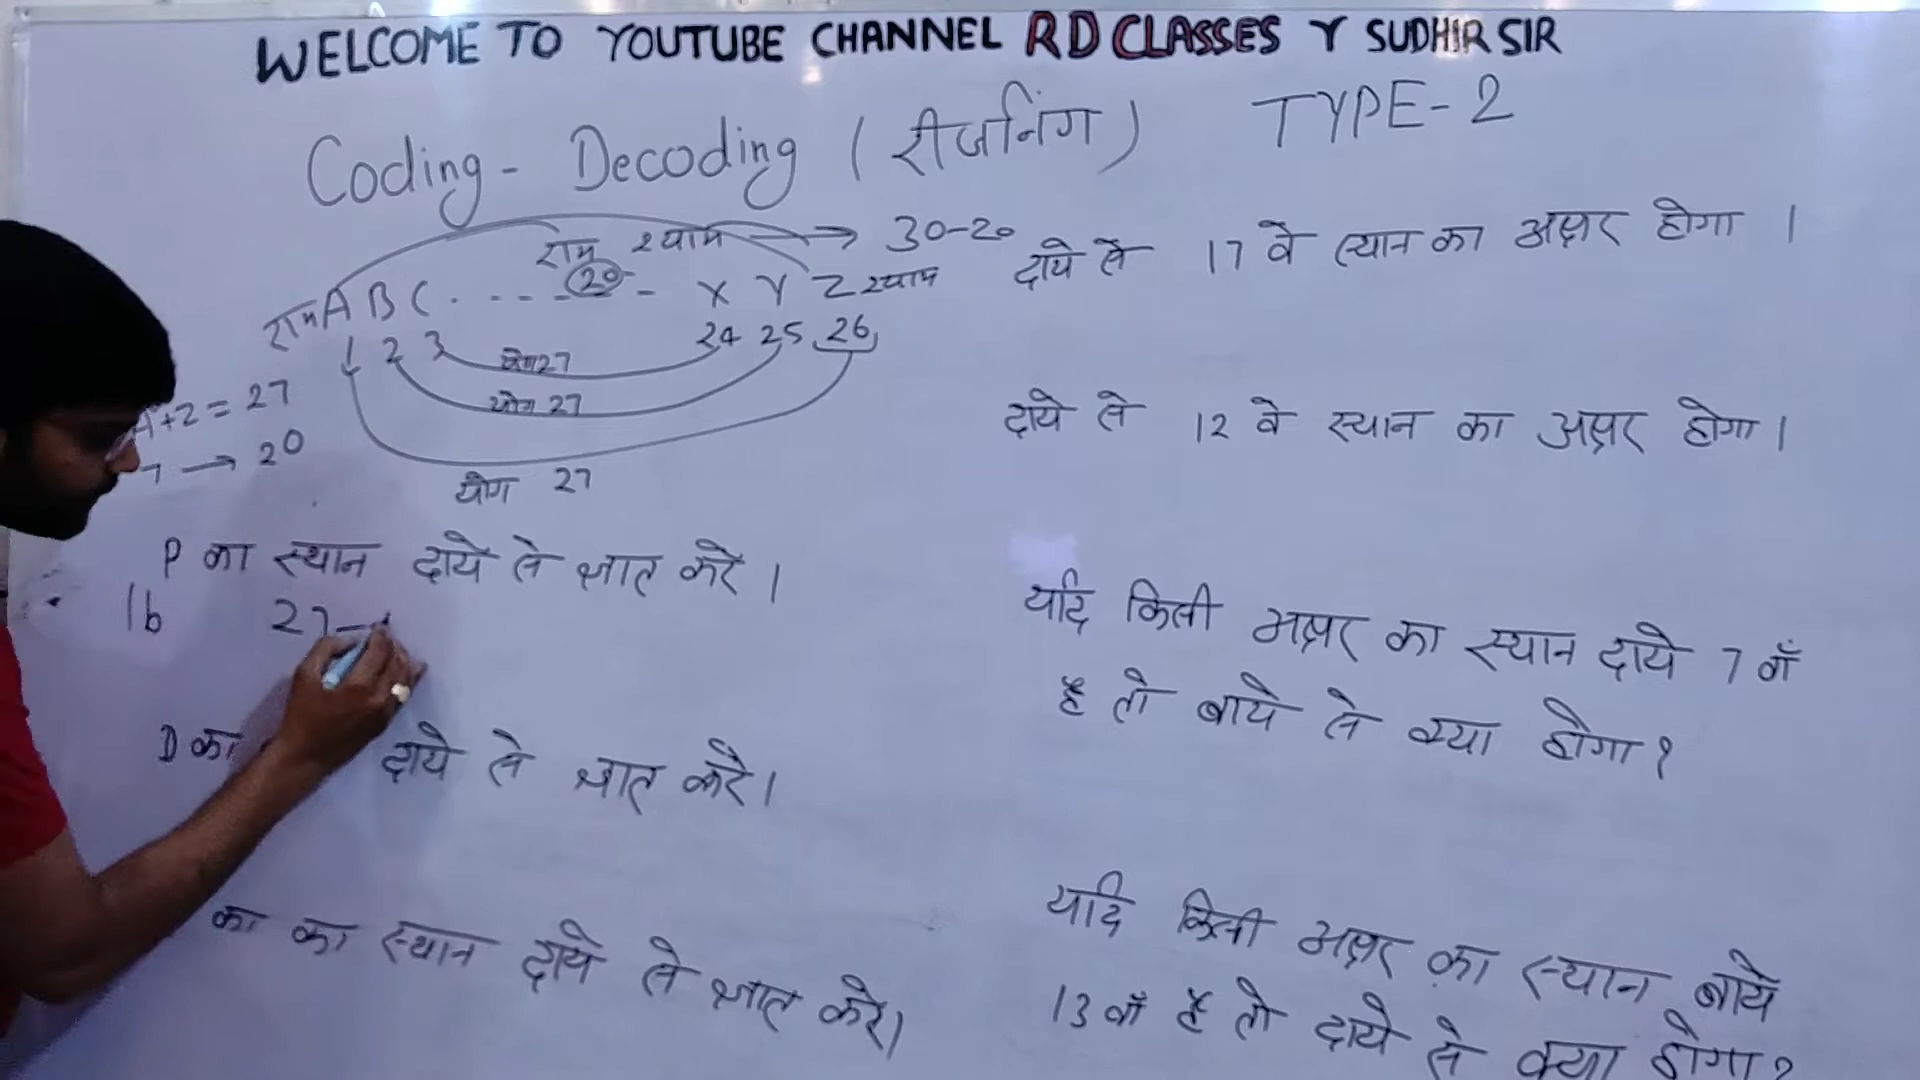 WELCOME TO YOUTUBE CHANNEL RD CLASSES Y SUDHIR SIR
Coding - Decoding (रीजनिंग) TYPE-2
राम श्याम → 30-20
राम A B C . - - - 20 - X Y Z श्याम
1 2 3 24 25 26
योग 27
योग 27
योग 27
A+Z = 27
7 → 20
P का स्थान दाये से ज्ञात करे।
16 27-
D का दाये से ज्ञात करे।
का का स्थान दाये से ज्ञात करे।
दाये से 17 वे स्थान का अक्षर होगा।
दाये से 12 वे स्थान का अक्षर होगा।
यदि किसी अक्षर का स्थान दाये 7 वाँ
है तो बाये से क्या होगा?
यदि किसी अक्षर का स्थान बाये
13 वाँ है तो दाये से क्या होगा?